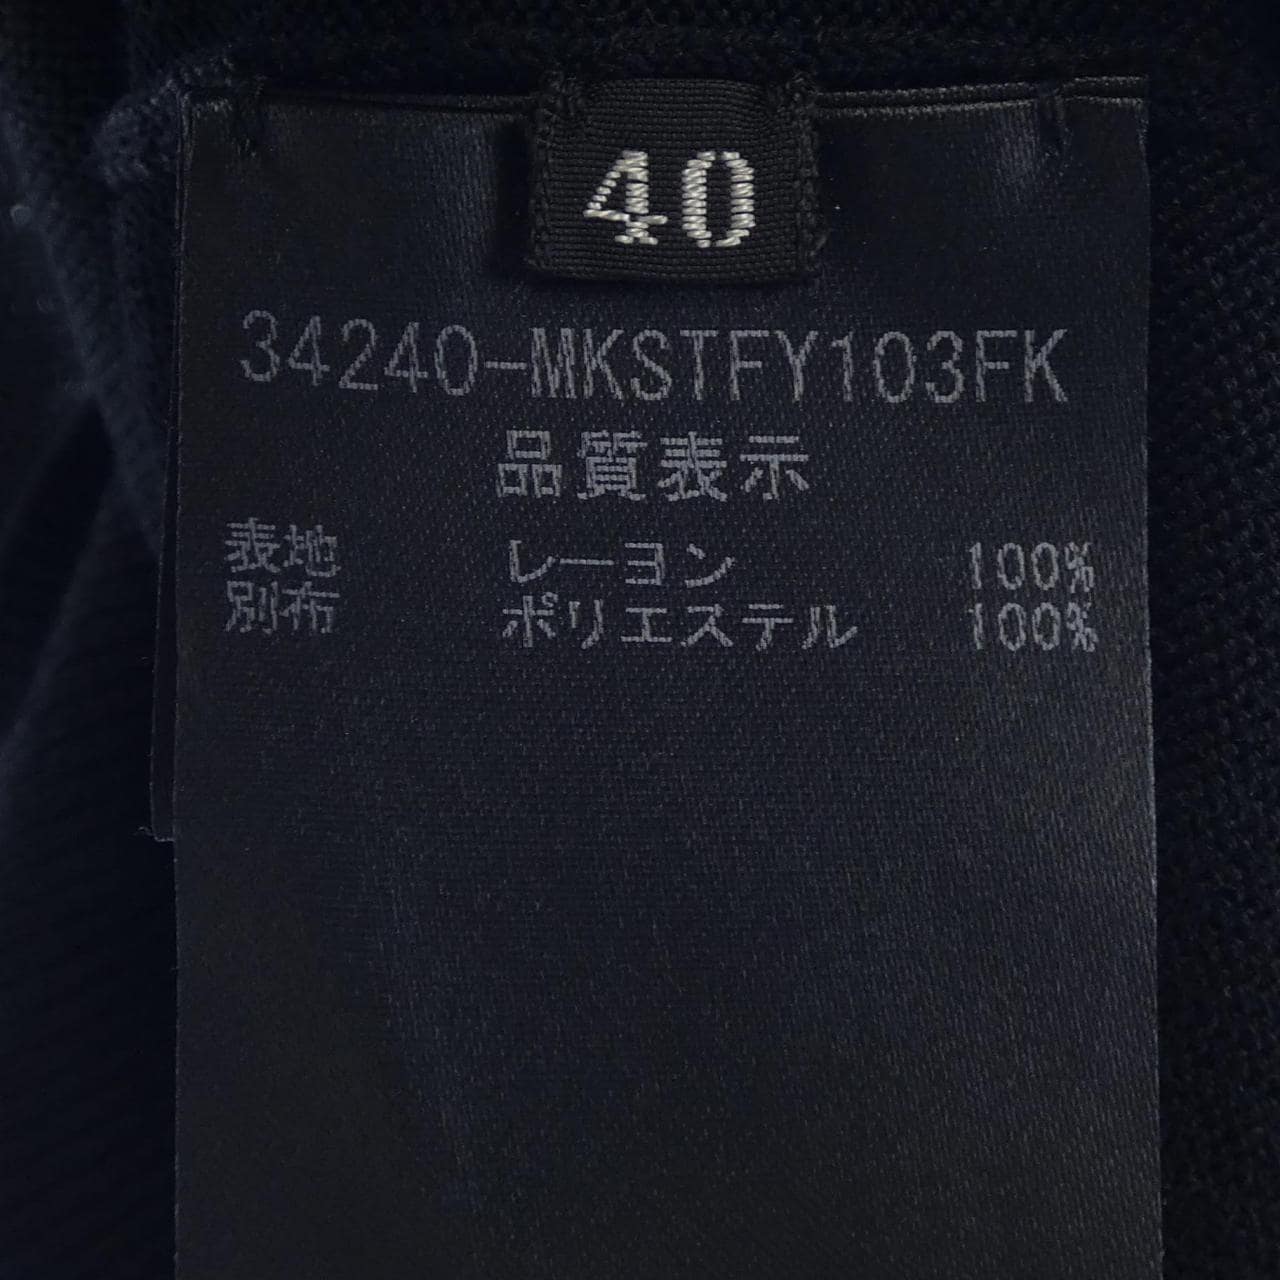 40
34240-MKSTFY103FK
品質表示
表地 レーヨン 100%
別布 ポリエステル 100%